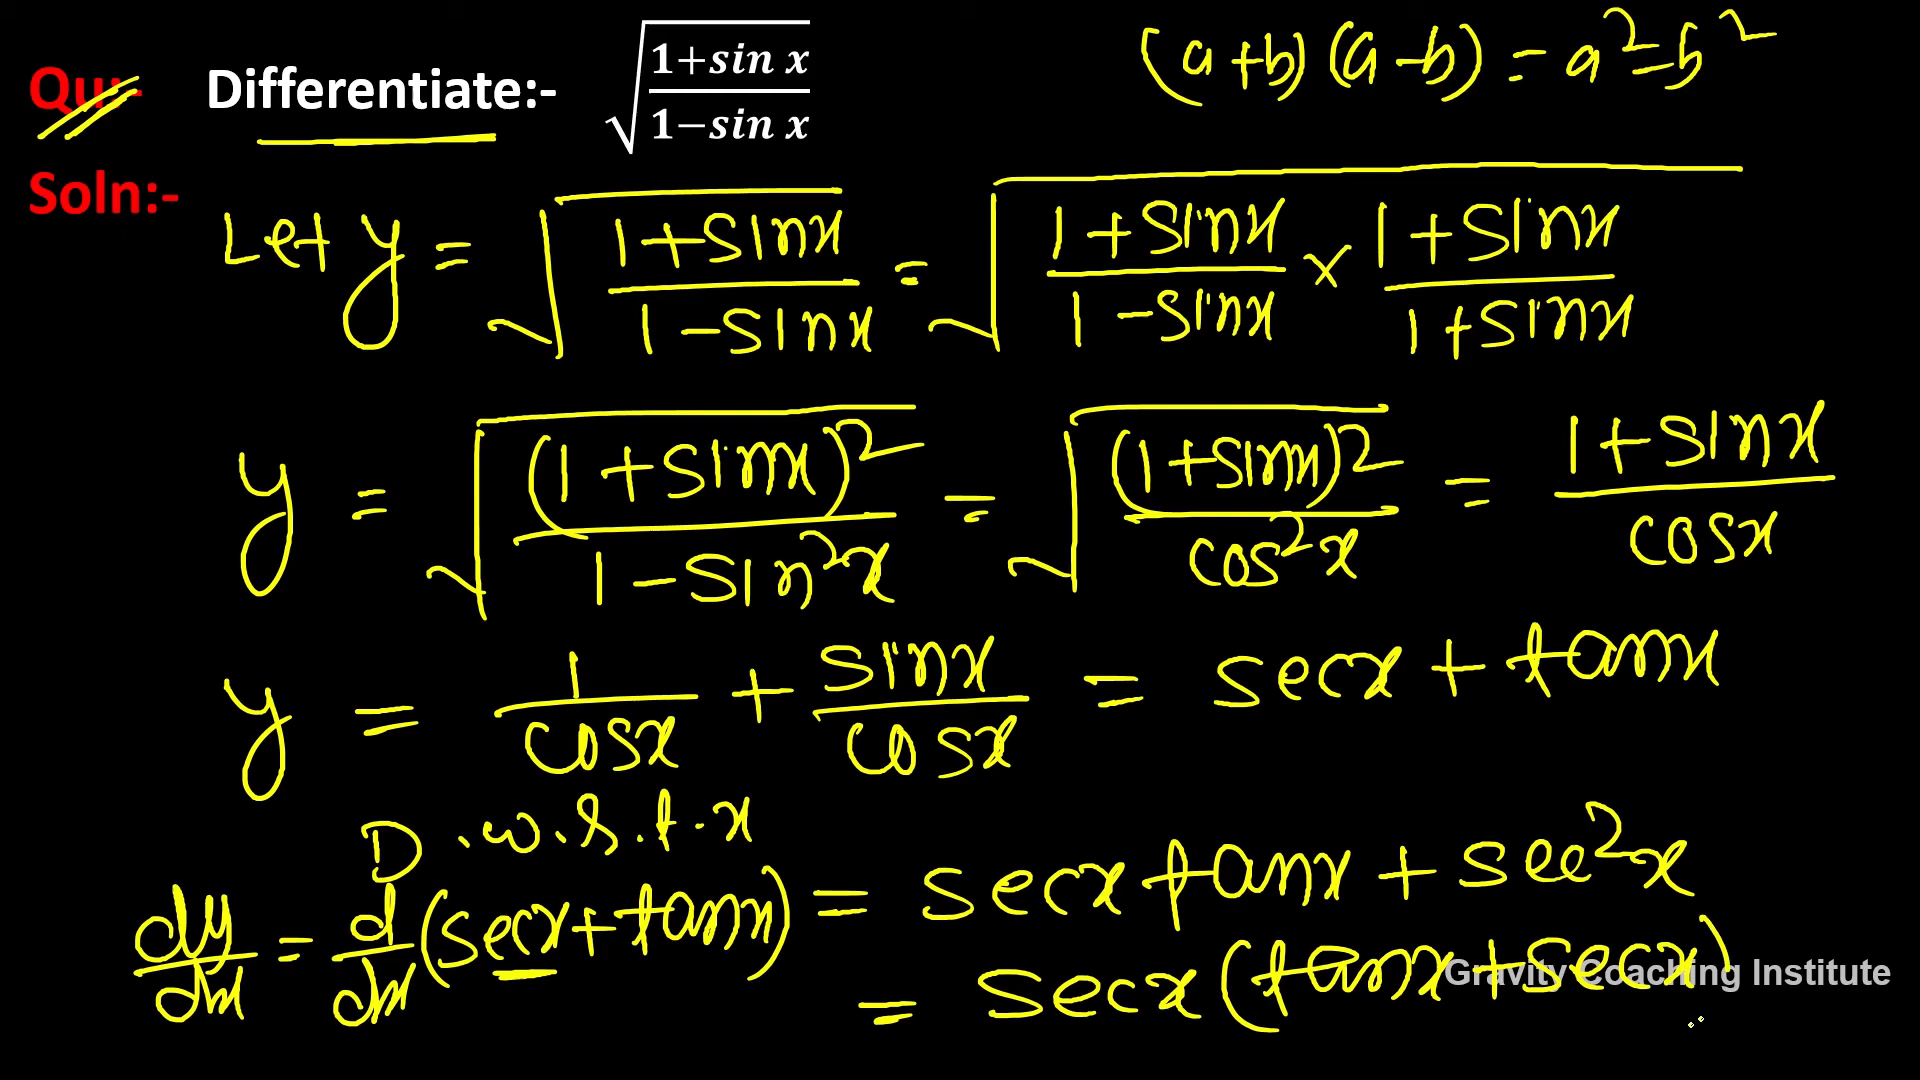 Qu:- Differentiate:- √((1+sin x)/(1−sin x)) (a+b)(a-b) = a²-b²
Soln:- Let y = √((1+sinx)/(1-sinx)) = √((1+sinx)/(1-sinx) × (1+sinx)/(1+sinx))
y = √((1+sinx)²/(1-sin²x)) = √((1+sinx)²/(cos²x)) = (1+sinx)/(cosx)
y = 1/(cosx) + (sinx)/(cosx) = secx + tanx
D.w.r.t.x
dy/dx = d/dx (secx+tanx) = secx tanx + sec²x
= secx (tanx+secx)
Gravity Coaching Institute